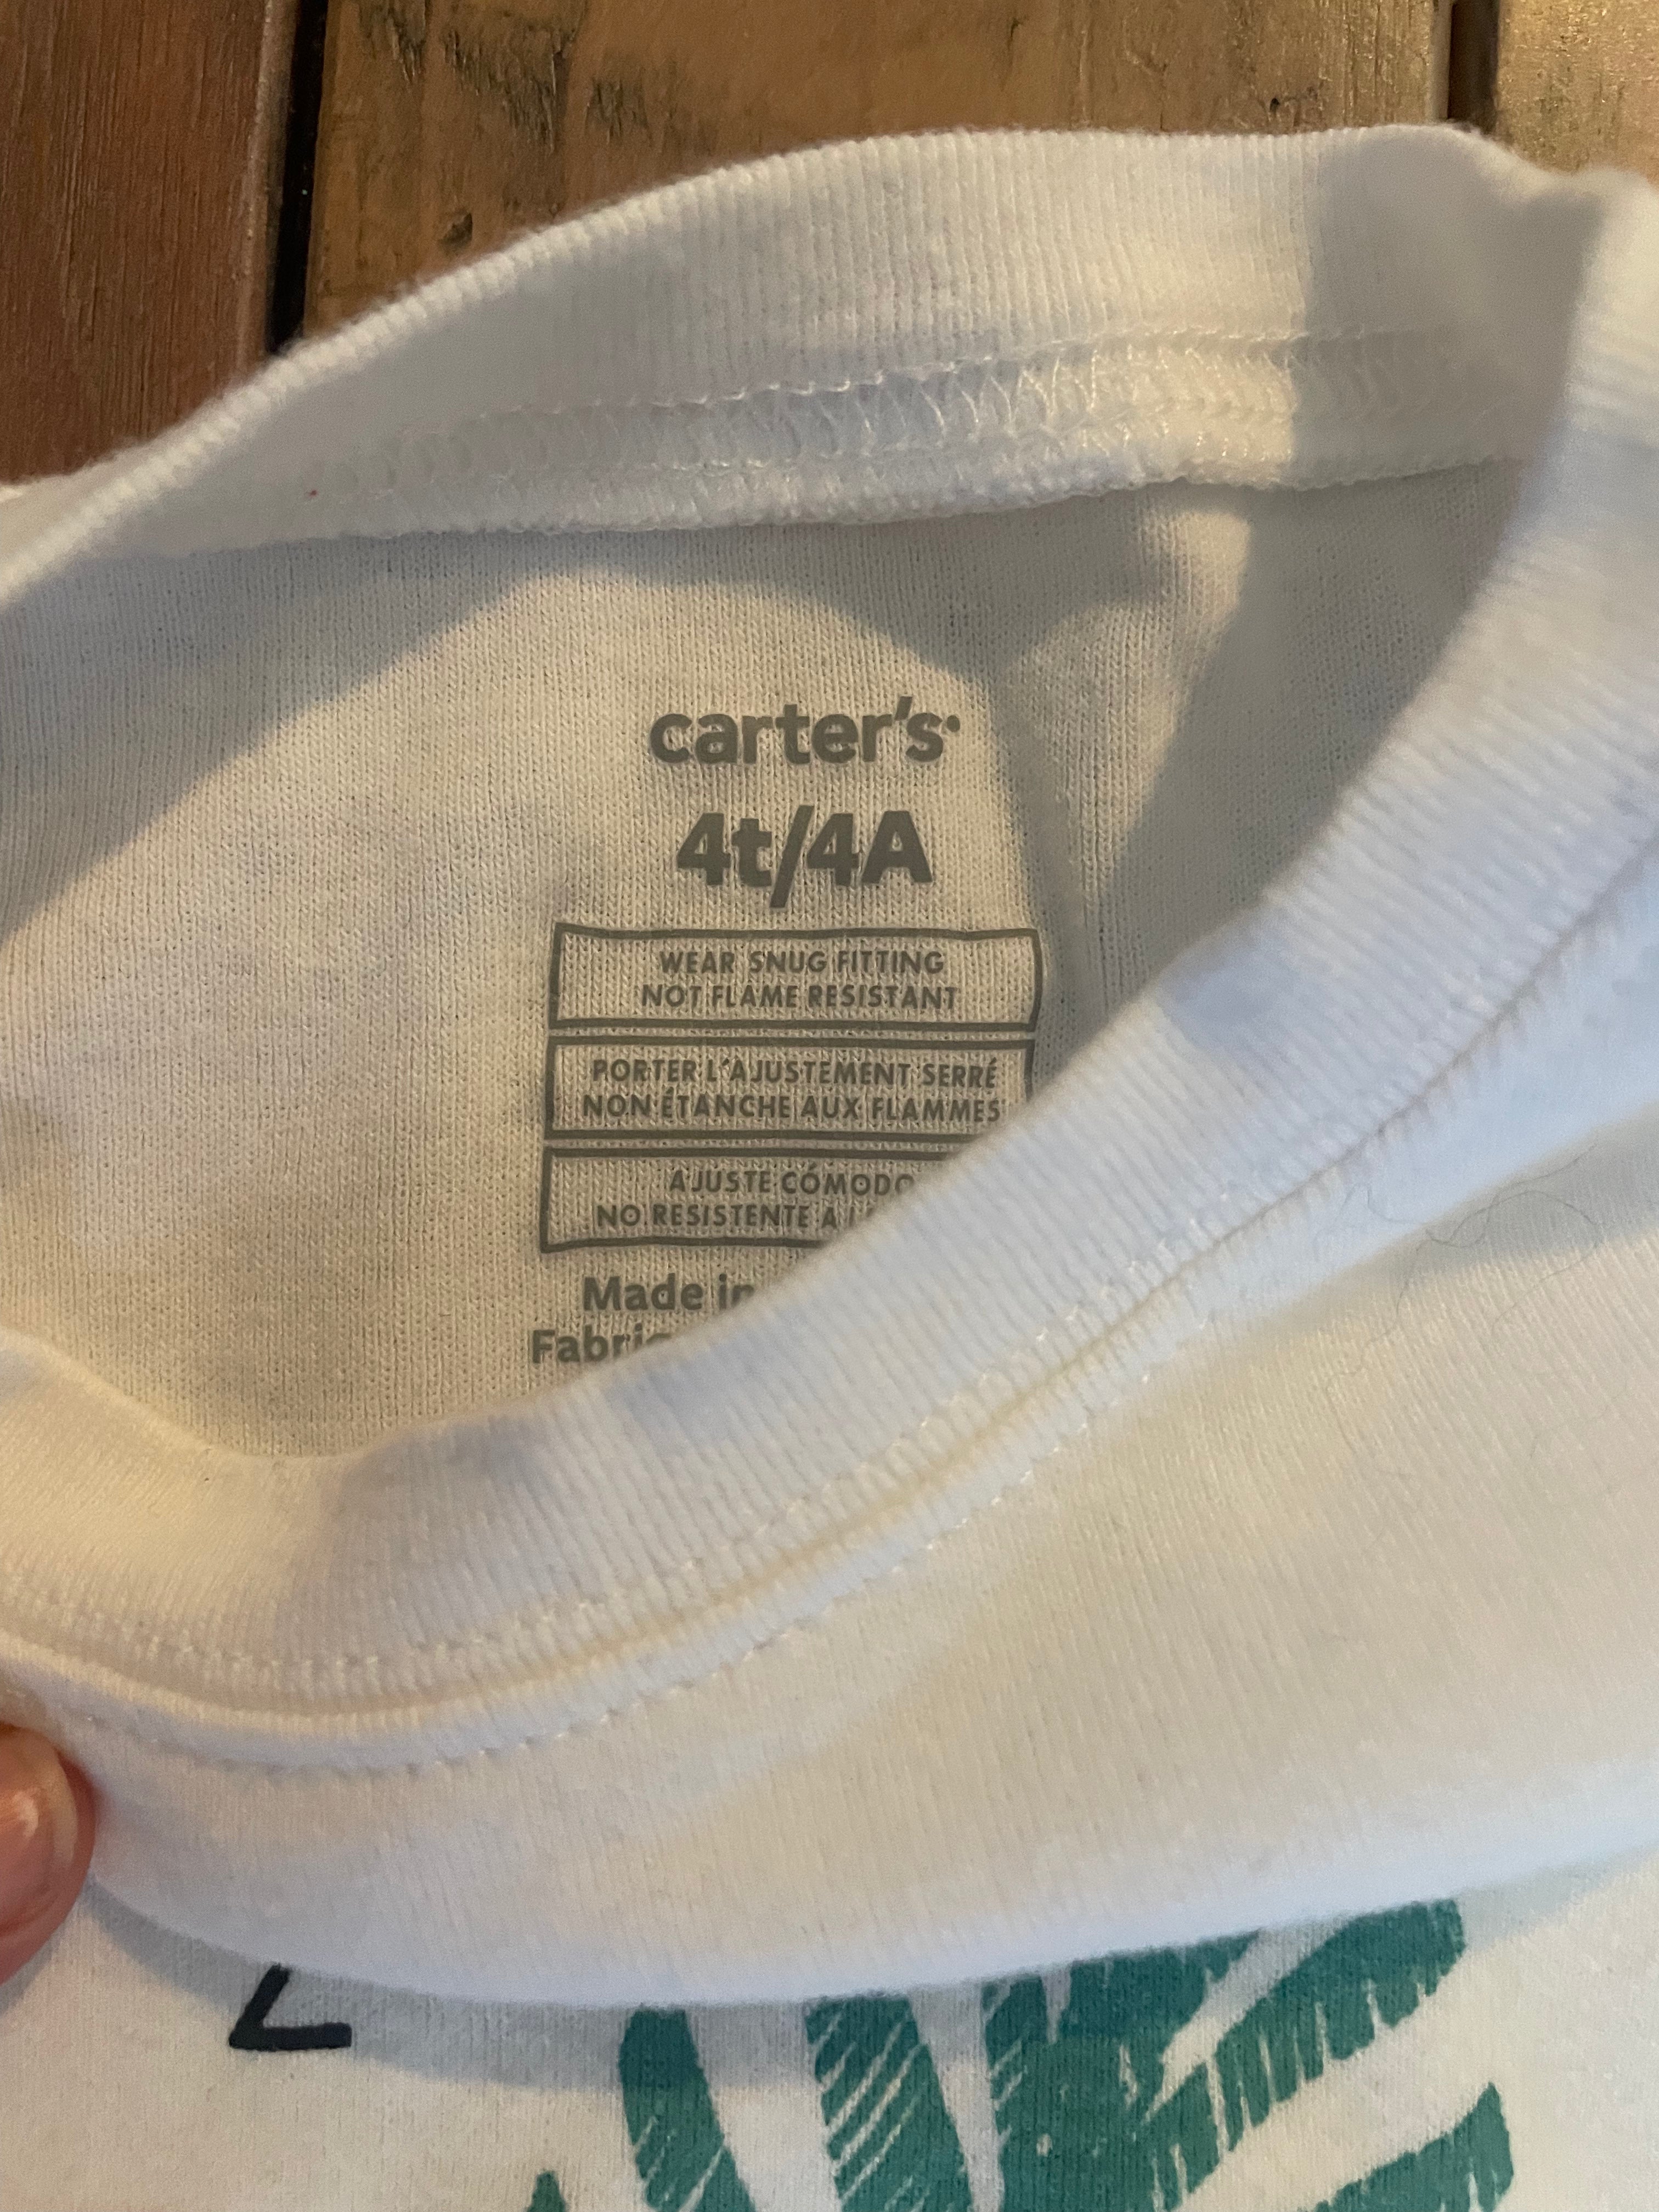 carter's
4t/4A
WEAR SNUG FITTING
NOT FLAME RESISTANT
PORTER L'AJUSTEMENT SERRÉ
NON ÉTANCHE AUX FLAMMES
AJUSTE CÓMODO
NO RESISTENTE A
Made in
Z